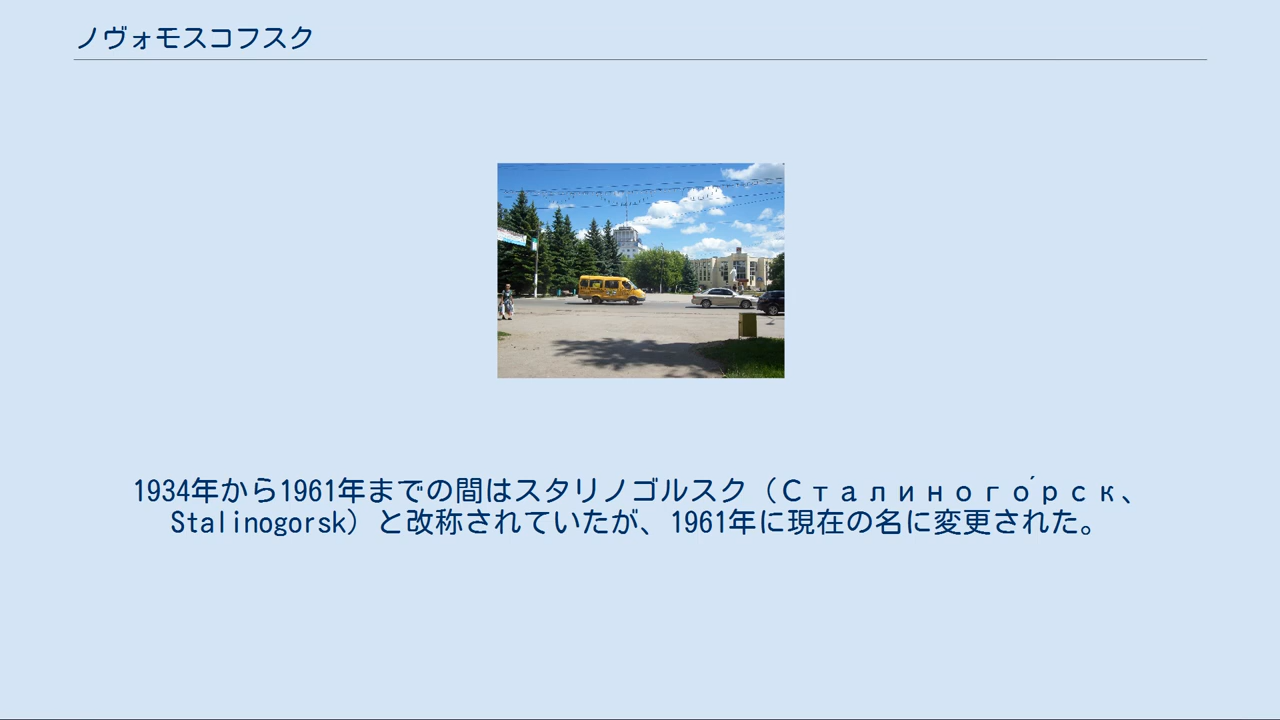 ノヴォモスコフスク
1934年から1961年までの間はスタリノゴルスク（Сталиного́рск、
Stalinogorsk）と改称されていたが、1961年に現在の名に変更された。